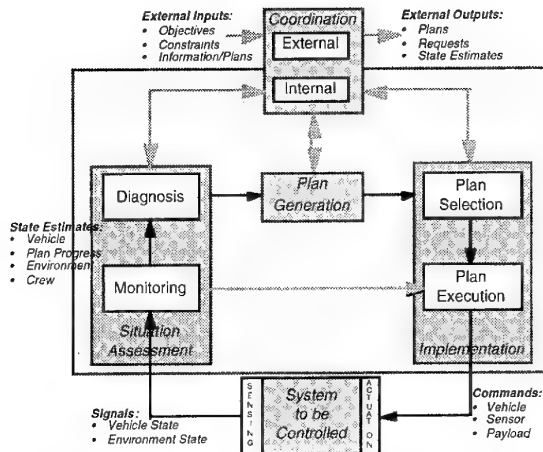 External Inputs:
• Objectives
• Constraints
• Information/Plans
Coordination
External
Internal
External Outputs:
• Plans
• Requests
• State Estimates
Diagnosis
Plan
Generation
Plan
Selection
State Estimates:
• Vehicle
• Plan Progress
• Environment
• Crew
Monitoring
Plan
Execution
Situation
Assessment
Implementation
Signals:
• Vehicle State
• Environment State
SENSING
System
to be
Controlled
ACTUATION
Commands:
• Vehicle
• Sensor
• Payload